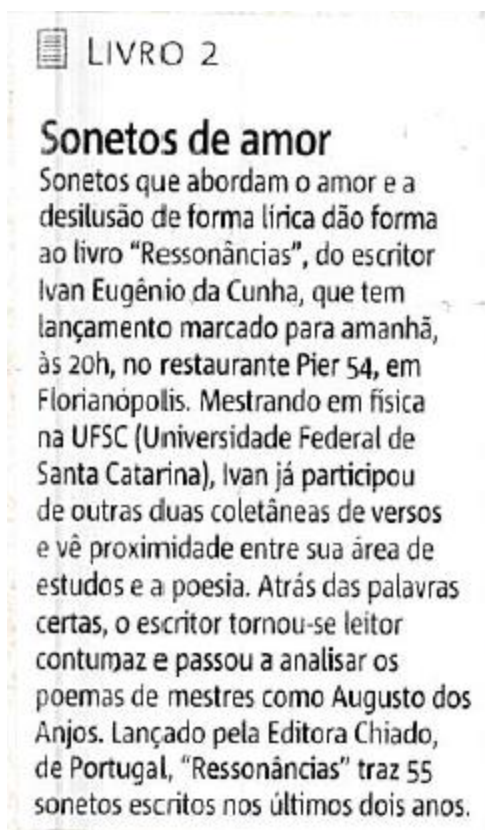 LIVRO 2
Sonetos de amor
Sonetos que abordam o amor e a
desilusão de forma lírica dão forma
ao livro “Ressonâncias”, do escritor
Ivan Eugênio da Cunha, que tem
lançamento marcado para amanhã,
às 20h, no restaurante Pier 54, em
Florianópolis. Mestrando em física
na UFSC (Universidade Federal de
Santa Catarina), Ivan já participou
de outras duas coletâneas de versos
e vê proximidade entre sua área de
estudos e a poesia. Atrás das palavras
certas, o escritor tornou-se leitor
contumaz e passou a analisar os
poemas de mestres como Augusto dos
Anjos. Lançado pela Editora Chiado,
de Portugal, “Ressonâncias” traz 55
sonetos escritos nos últimos dois anos.